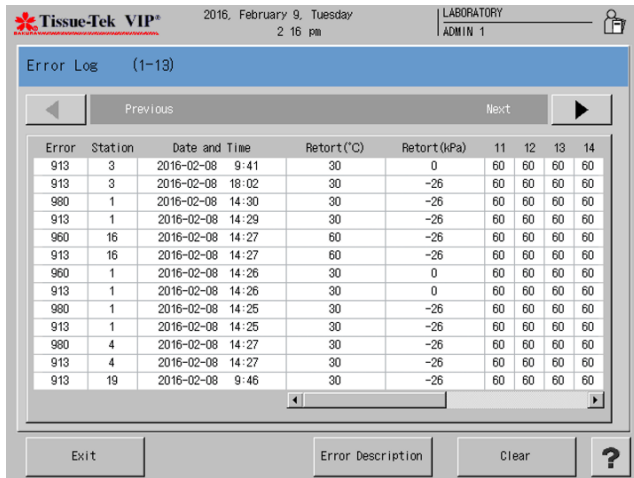 Tissue-Tek VIP®
SAKURA
2016, February 9, Tuesday
2 16 pm
LABORATORY
ADMIN 1
Error Log (1-13)
Previous Next
Error Station Date and Time Retort(°C) Retort(kPa) 11 12 13 14
913 3 2016-02-08 9:41 30 0 60 60 60 60
913 3 2016-02-08 18:02 30 -26 60 60 60 60
980 1 2016-02-08 14:30 30 -26 60 60 60 60
913 1 2016-02-08 14:29 30 -26 60 60 60 60
960 16 2016-02-08 14:27 60 -26 60 60 60 60
913 16 2016-02-08 14:27 60 -26 60 60 60 60
960 1 2016-02-08 14:26 30 0 60 60 60 60
913 1 2016-02-08 14:26 30 0 60 60 60 60
980 1 2016-02-08 14:25 30 -26 60 60 60 60
913 1 2016-02-08 14:25 30 -26 60 60 60 60
980 4 2016-02-08 14:27 30 -26 60 60 60 60
913 4 2016-02-08 14:27 30 -26 60 60 60 60
913 19 2016-02-08 9:46 30 -26 60 60 60 60
Exit Error Description Clear ?